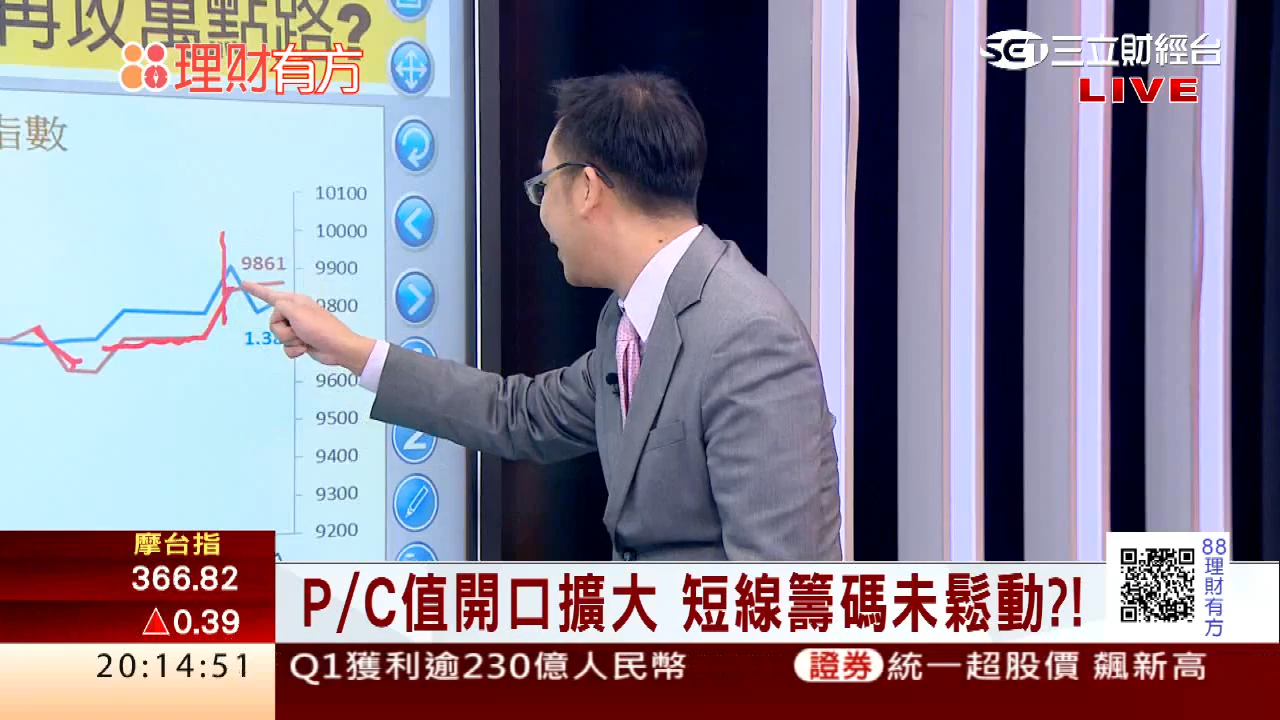 再攻萬點路?
理財有方
SET 三立財經台
LIVE
指數
10100
10000
9900
9861
9800
1.38
9600
9500
9400
9300
9200
摩台指
366.82
△0.39
P/C值開口擴大 短線籌碼未鬆動?!
88理財有方
20:14:51
Q1獲利逾230億人民幣
證券 統一超股價 飆新高